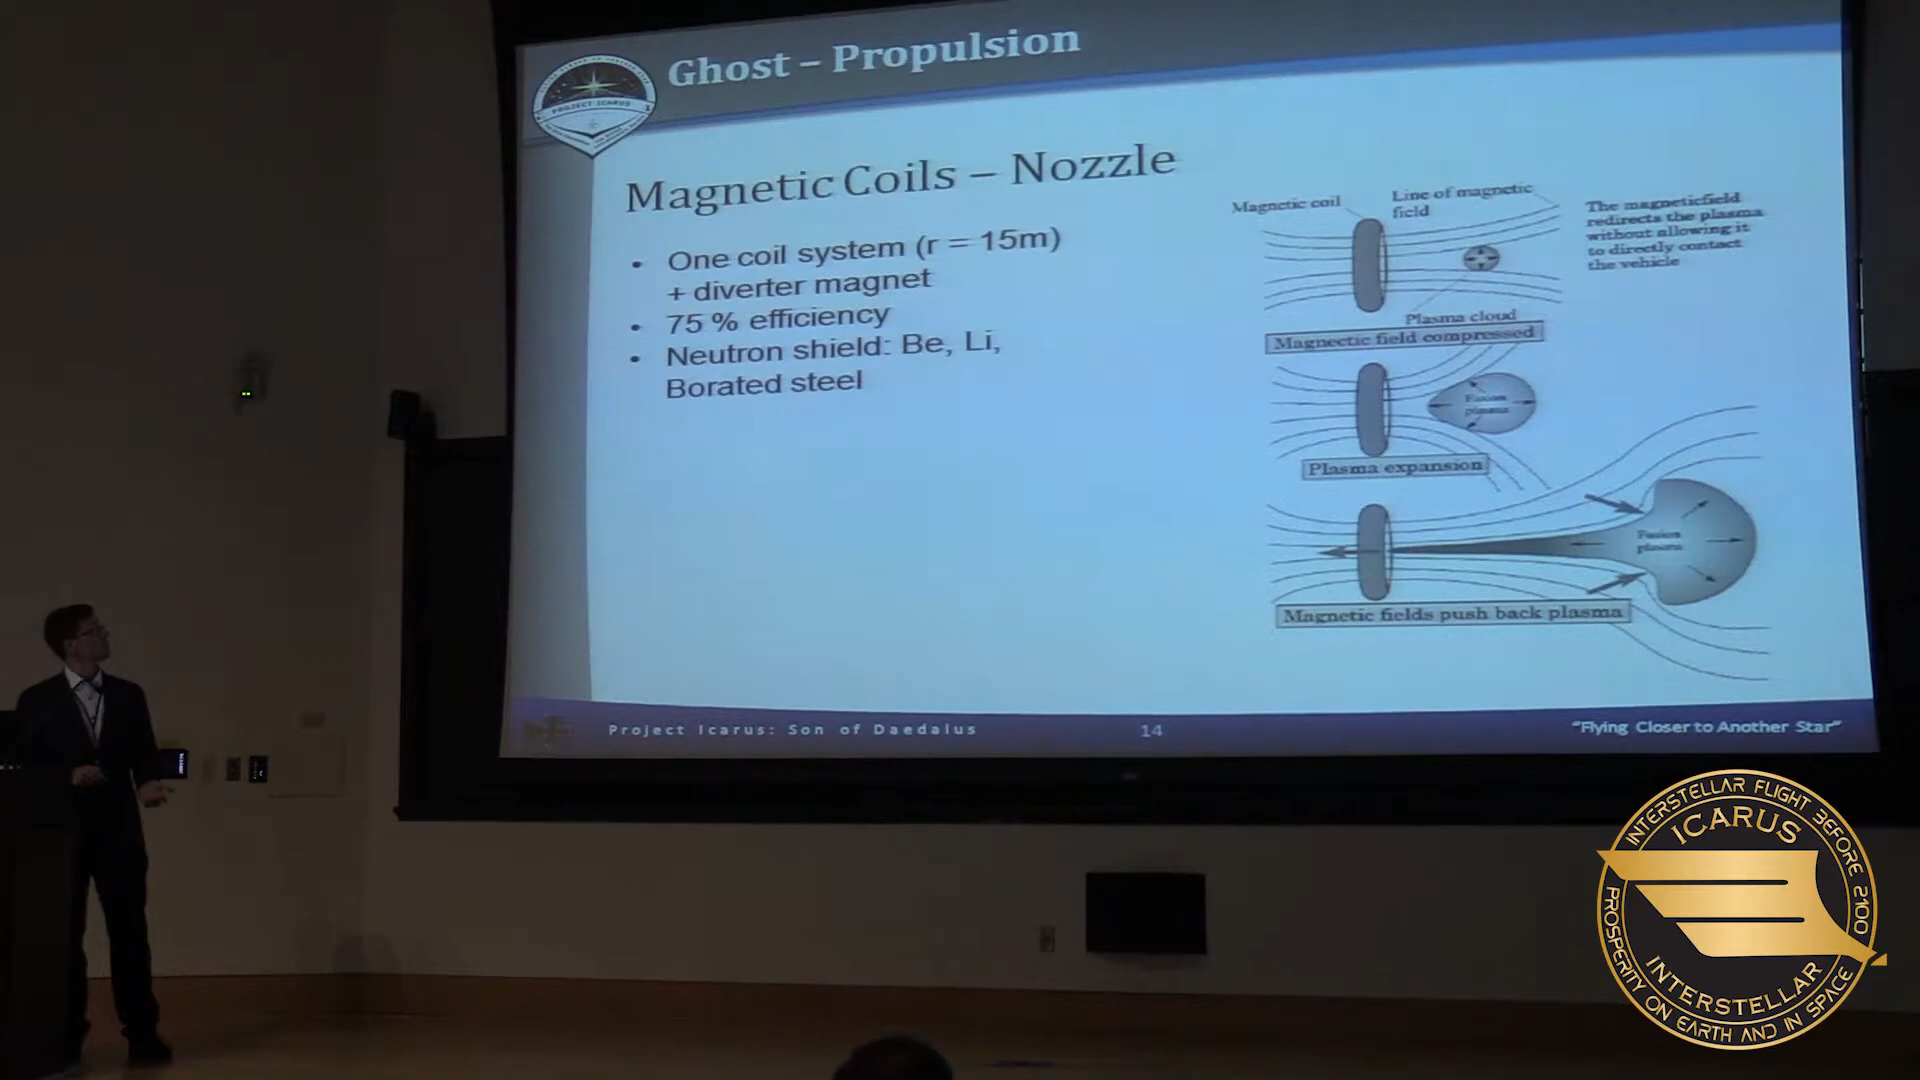 Ghost – Propulsion
PROJECT ICARUS
Magnetic Coils – Nozzle
• One coil system (r = 15m)
+ diverter magnet
• 75 % efficiency
• Neutron shield: Be, Li,
Borated steel
Magnetic coil
Line of magnetic
field
The magneticfield
redirects the plasma
without allowing it
to directly contact
the vehicle
Plasma cloud
Magnectic field compressed
Fusion
plasma
Plasma expansion
Fusion
plasma
Magnetic fields push back plasma
Project Icarus: Son of Daedalus
14
"Flying Closer to Another Star"
INTERSTELLAR FLIGHT BEFORE 2100
ICARUS
INTERSTELLAR
PROSPERITY ON EARTH AND IN SPACE